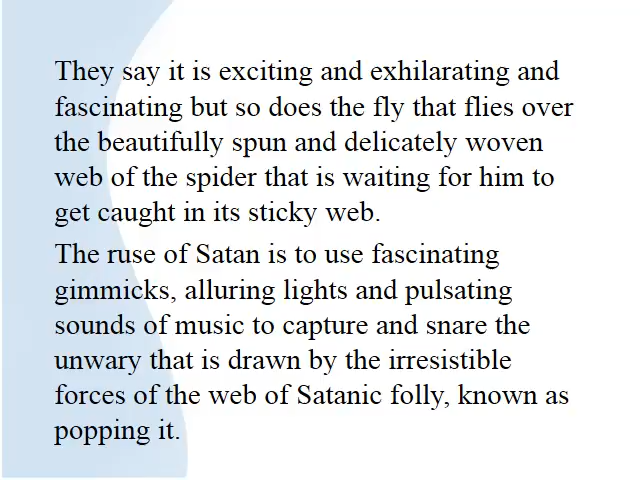 They say it is exciting and exhilarating and
fascinating but so does the fly that flies over
the beautifully spun and delicately woven
web of the spider that is waiting for him to
get caught in its sticky web.
The ruse of Satan is to use fascinating
gimmicks, alluring lights and pulsating
sounds of music to capture and snare the
unwary that is drawn by the irresistible
forces of the web of Satanic folly, known as
popping it.